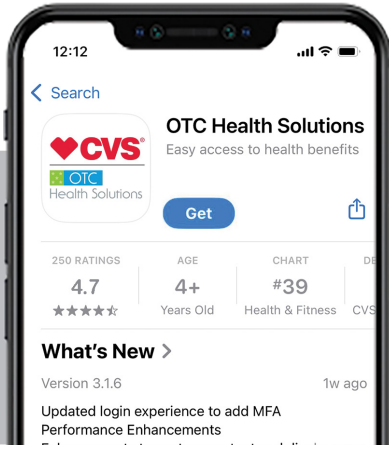 12:12
Search
CVS®
OTC
Health Solutions
OTC Health Solutions
Easy access to health benefits
Get
250 RATINGS
4.7
AGE
4+
Years Old
CHART
#39
Health & Fitness
DE
CVS
What's New
Version 3.1.6
1w ago
Updated login experience to add MFA
Performance Enhancements